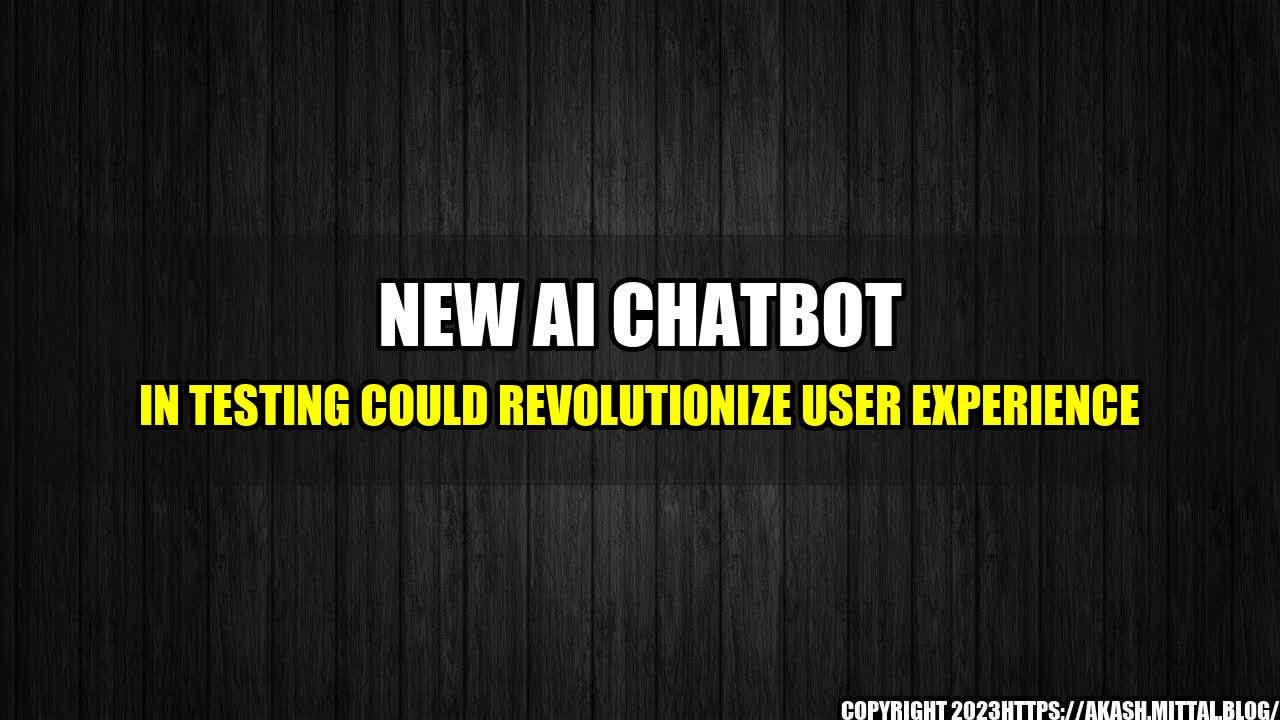 NEW AI CHATBOT
IN TESTING COULD REVOLUTIONIZE USER EXPERIENCE
COPYRIGHT 2023HTTPS://AKASH.MITTAL.BLOG/